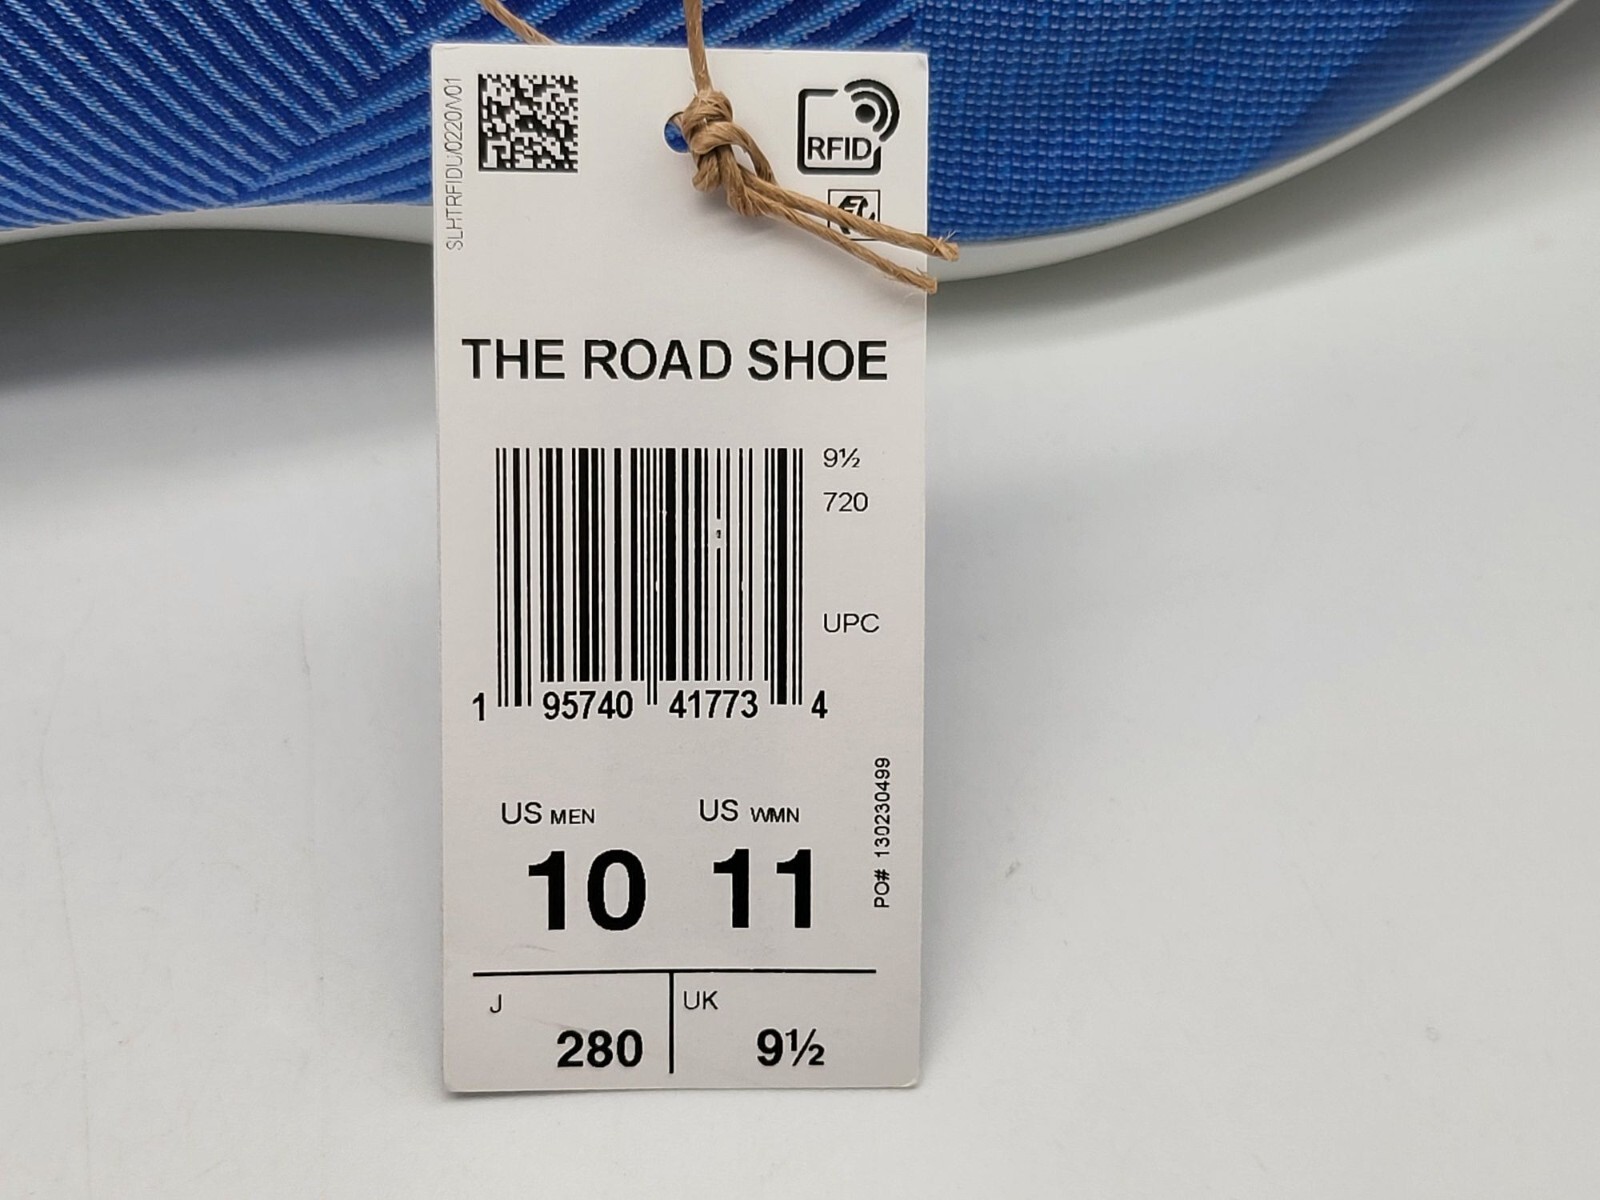 SLHTRFIDU/0220/V01
RFID
THE ROAD SHOE
9½
720
UPC
1 95740 41773 4
US MEN US WMN
10 11
PO# 130230499
J UK
280 9½